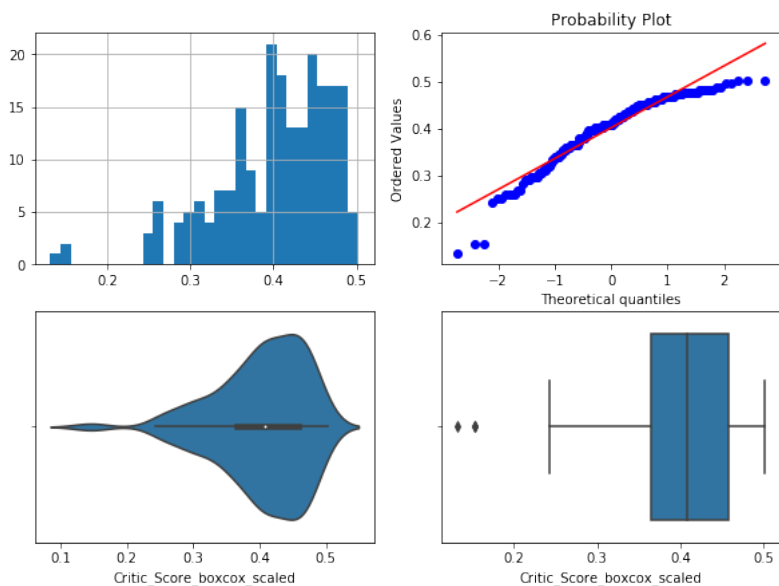 20
15
10
5
0
0.2 0.3 0.4 0.5
Probability Plot
Ordered Values
0.6
0.5
0.4
0.3
0.2
−2 −1 0 1 2
Theoretical quantiles
0.1 0.2 0.3 0.4 0.5
Critic_Score_boxcox_scaled
0.2 0.3 0.4 0.5
Critic_Score_boxcox_scaled